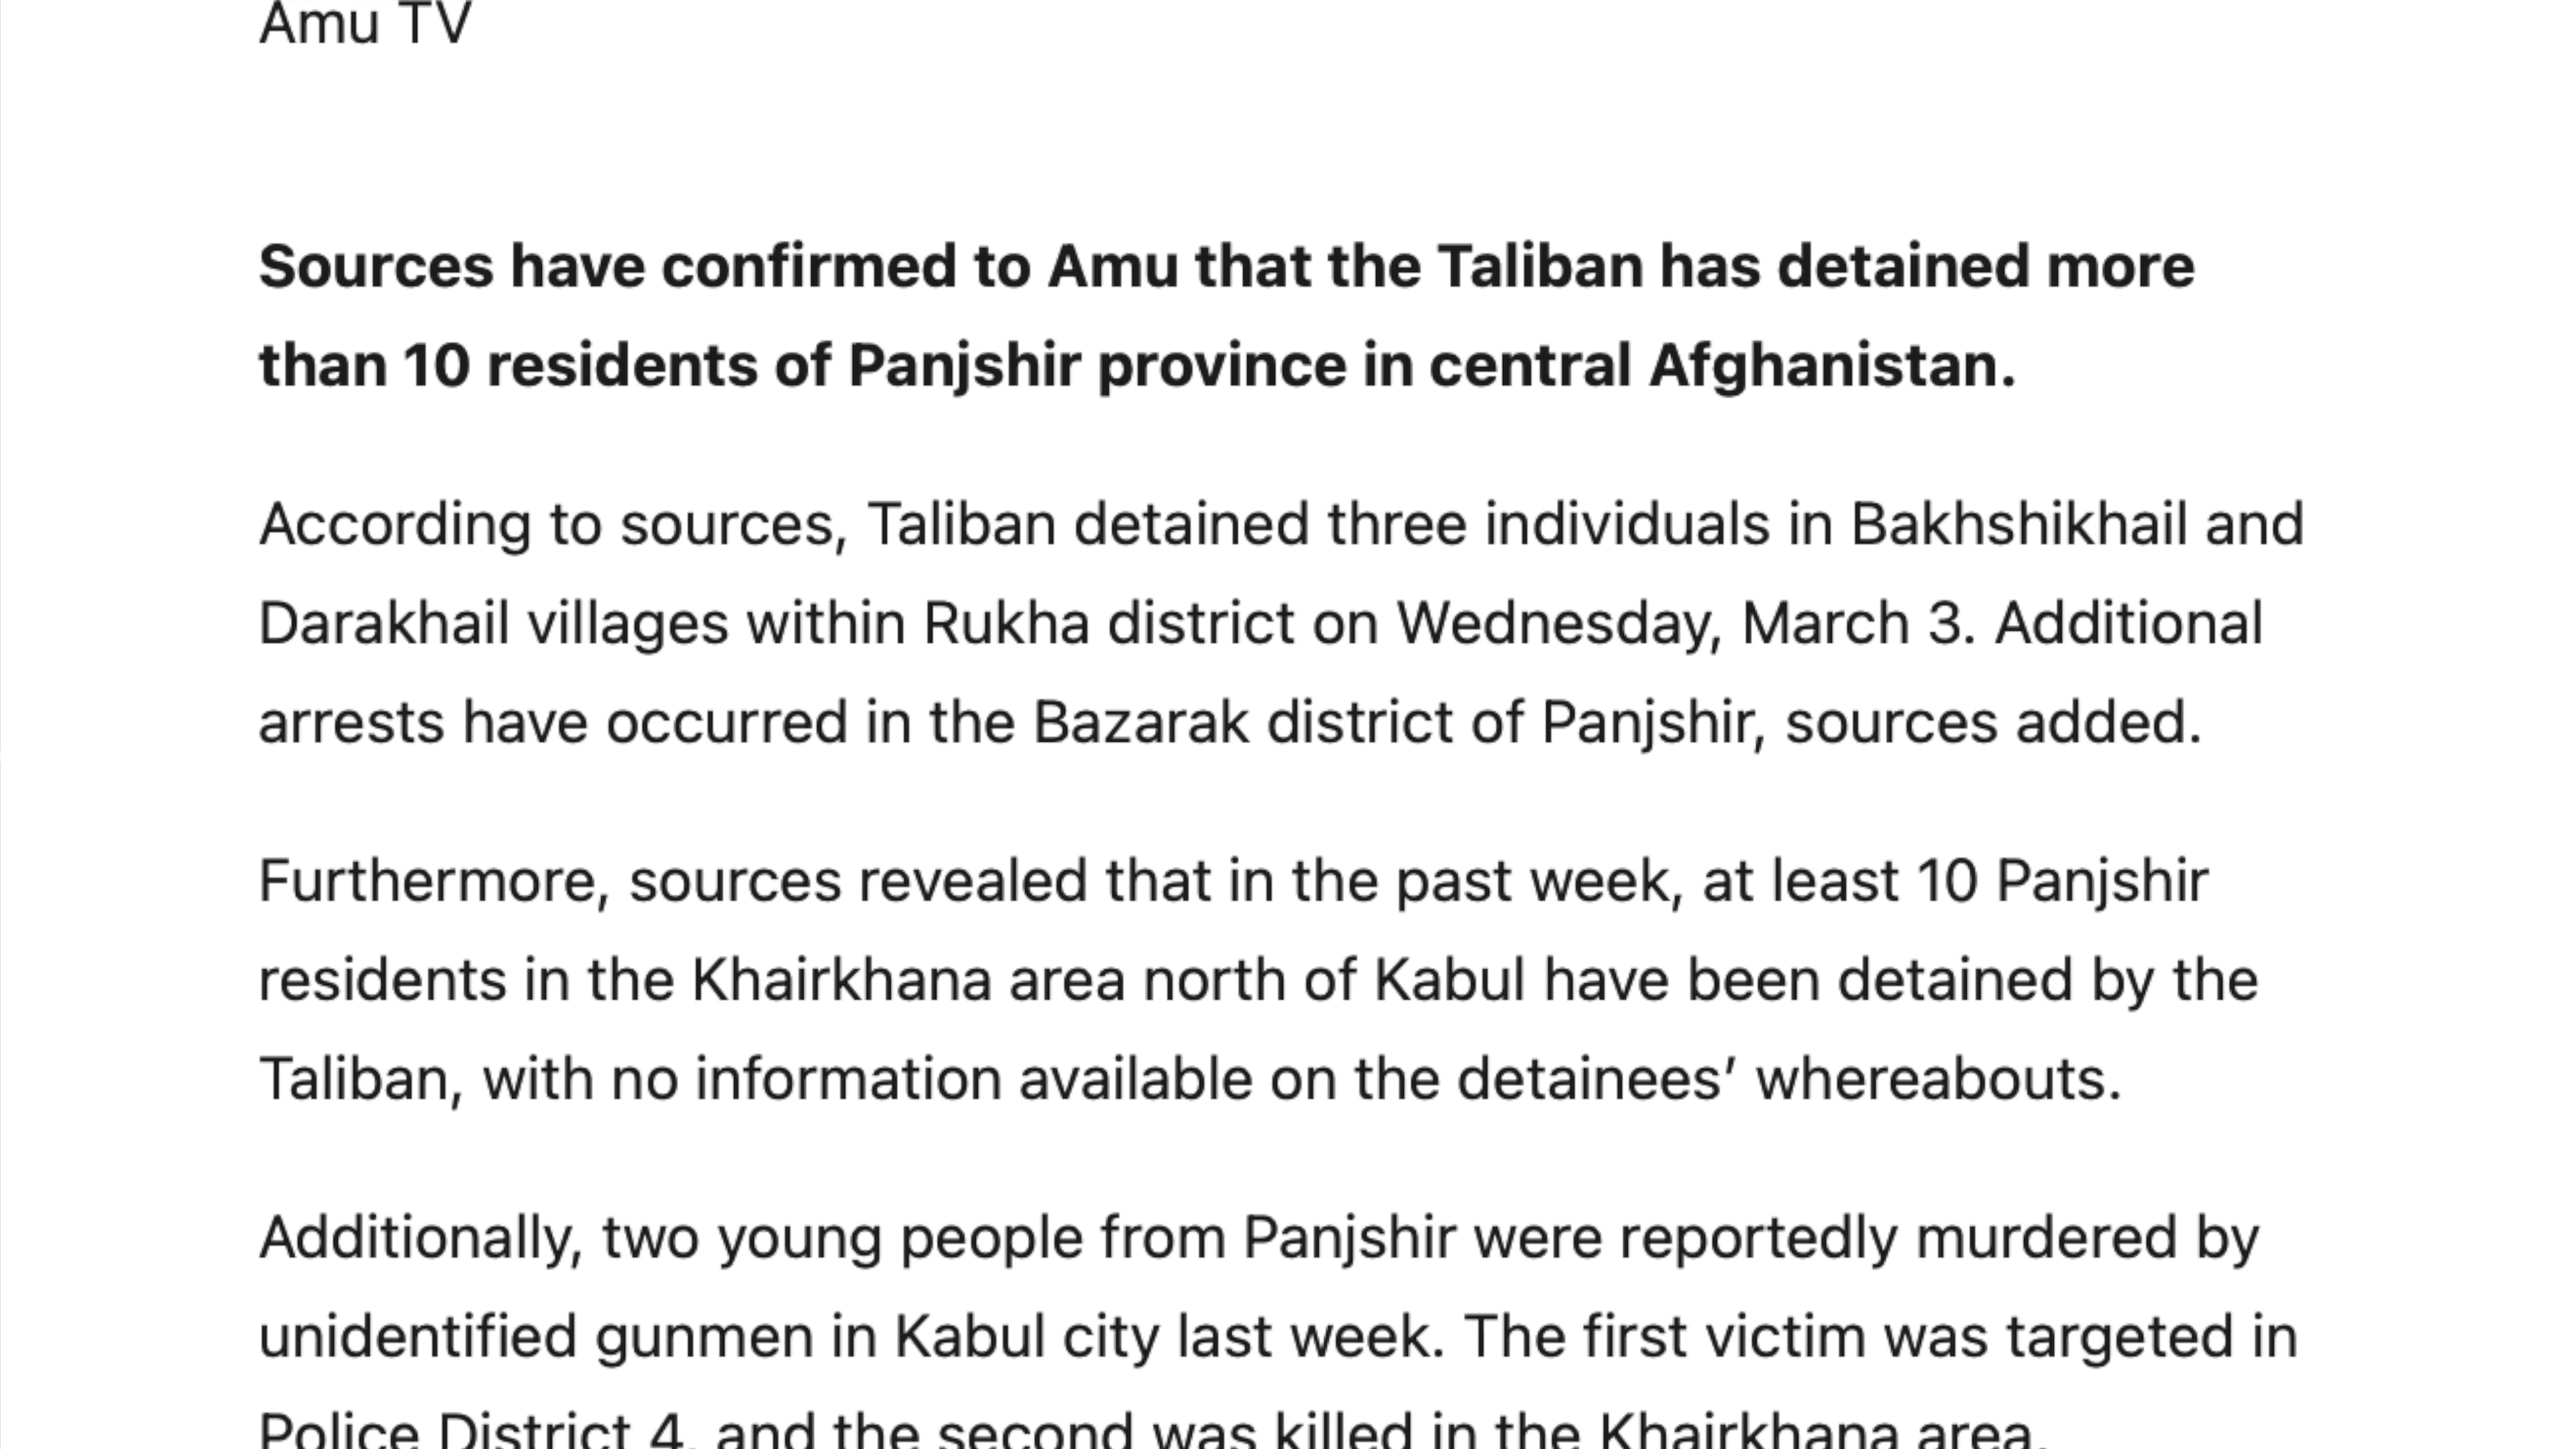 Amu TV
Sources have confirmed to Amu that the Taliban has detained more
than 10 residents of Panjshir province in central Afghanistan.
According to sources, Taliban detained three individuals in Bakhshikhail and
Darakhail villages within Rukha district on Wednesday, March 3. Additional
arrests have occurred in the Bazarak district of Panjshir, sources added.
Furthermore, sources revealed that in the past week, at least 10 Panjshir
residents in the Khairkhana area north of Kabul have been detained by the
Taliban, with no information available on the detainees’ whereabouts.
Additionally, two young people from Panjshir were reportedly murdered by
unidentified gunmen in Kabul city last week. The first victim was targeted in
Police District 4, and the second was killed in the Khairkhana area.